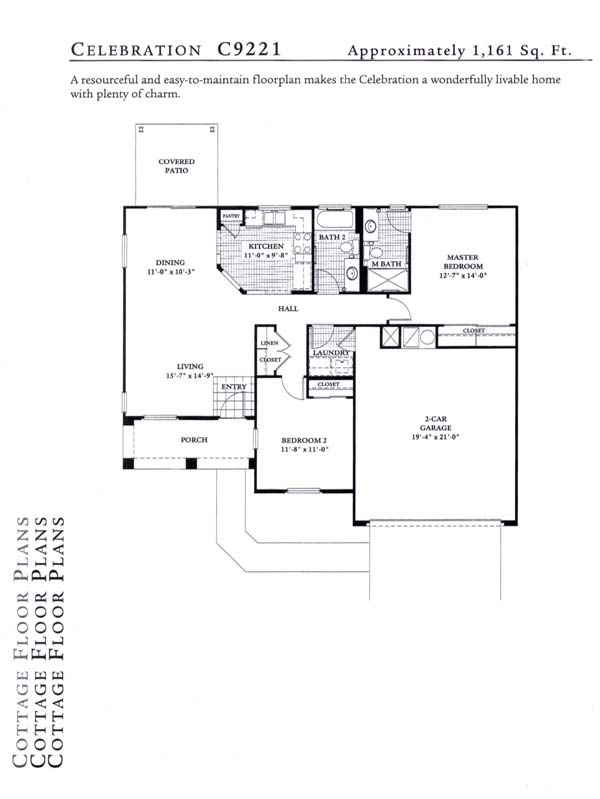 CELEBRATION C9221
Approximately 1,161 Sq. Ft.
A resourceful and easy-to-maintain floorplan makes the Celebration a wonderfully livable home
with plenty of charm.
COVERED
PATIO
PANTRY
KITCHEN
11'-0" x 9'-8"
BATH 2
M BATH
MASTER
BEDROOM
12'-7" x 14'-0"
DINING
11'-0" x 10'-3"
HALL
CLOSET
LINEN
CLOSET
LAUNDRY
LIVING
15'-7" x 14'-9"
ENTRY
CLOSET
2-CAR
GARAGE
19'-4" x 21'-0"
PORCH
BEDROOM 2
11'-8" x 11'-0"
COTTAGE FLOOR PLANS
COTTAGE FLOOR PLANS
COTTAGE FLOOR PLANS